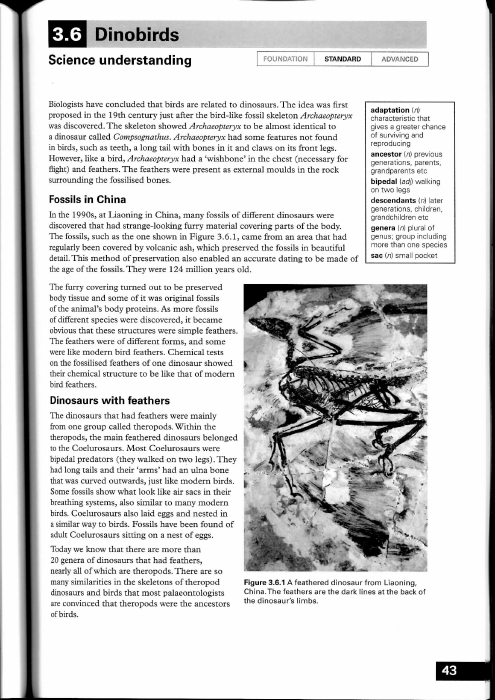 3.6 Dinobirds
Science understanding
FOUNDATION STANDARD ADVANCED
Biologists have concluded that birds are related to dinosaurs. The idea was first
proposed in the 19th century just after the bird-like fossil skeleton Archaeopteryx
was discovered. The skeleton showed Archaeopteryx to be almost identical to
a dinosaur called Compsognathus. Archaeopteryx had some features not found
in birds, such as teeth, a long tail with bones in it and claws on its front legs.
However, like a bird, Archaeopteryx had a 'wishbone' in the chest (necessary for
flight) and feathers. The feathers were present as external moulds in the rock
surrounding the fossilised bones.
adaptation (n)
characteristic that
gives a greater chance
of surviving and
reproducing
ancestor (n) previous
generations, parents,
grandparents etc
bipedal (adj) walking
on two legs
descendants (n) later
generations, children,
grandchildren etc
genera (n) plural of
genus; group including
more than one species
sac (n) small pocket
Fossils in China
In the 1990s, at Liaoning in China, many fossils of different dinosaurs were
discovered that had strange-looking furry material covering parts of the body.
The fossils, such as the one shown in Figure 3.6.1, came from an area that had
regularly been covered by volcanic ash, which preserved the fossils in beautiful
detail. This method of preservation also enabled an accurate dating to be made of
the age of the fossils. They were 124 million years old.
The furry covering turned out to be preserved
body tissue and some of it was original fossils
of the animal's body proteins. As more fossils
of different species were discovered, it became
obvious that these structures were simple feathers.
The feathers were of different forms, and some
were like modern bird feathers. Chemical tests
on the fossilised feathers of one dinosaur showed
their chemical structure to be like that of modern
bird feathers.
Dinosaurs with feathers
The dinosaurs that had feathers were mainly
from one group called theropods. Within the
theropods, the main feathered dinosaurs belonged
to the Coelurosaurs. Most Coelurosaurs were
bipedal predators (they walked on two legs). They
had long tails and their 'arms' had an ulna bone
that was curved outwards, just like modern birds.
Some fossils show what look like air sacs in their
breathing systems, also similar to many modern
birds. Coelurosaurs also laid eggs and nested in
a similar way to birds. Fossils have been found of
adult Coelurosaurs sitting on a nest of eggs.
Today we know that there are more than
20 genera of dinosaurs that had feathers,
nearly all of which are theropods. There are so
many similarities in the skeletons of theropod
dinosaurs and birds that most palaeontologists
are convinced that theropods were the ancestors
of birds.
Figure 3.6.1 A feathered dinosaur from Liaoning,
China. The feathers are the dark lines at the back of
the dinosaur's limbs.
43